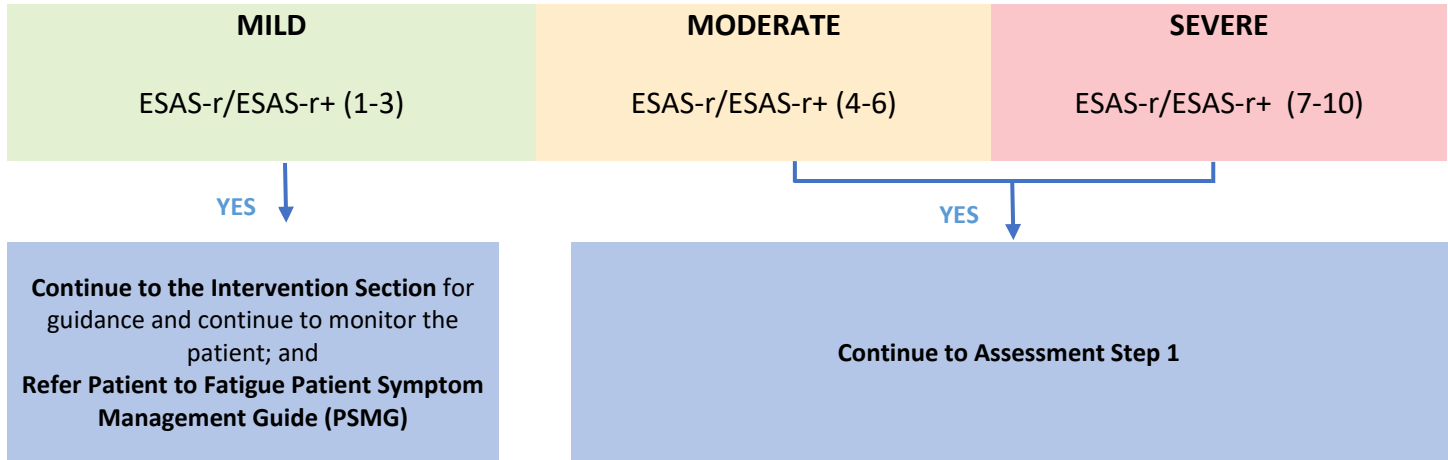 MILD
ESAS-r/ESAS-r+ (1-3)
MODERATE
ESAS-r/ESAS-r+ (4-6)
SEVERE
ESAS-r/ESAS-r+ (7-10)
YES
YES
Continue to the Intervention Section for
guidance and continue to monitor the
patient; and
Refer Patient to Fatigue Patient Symptom
Management Guide (PSMG)
Continue to Assessment Step 1